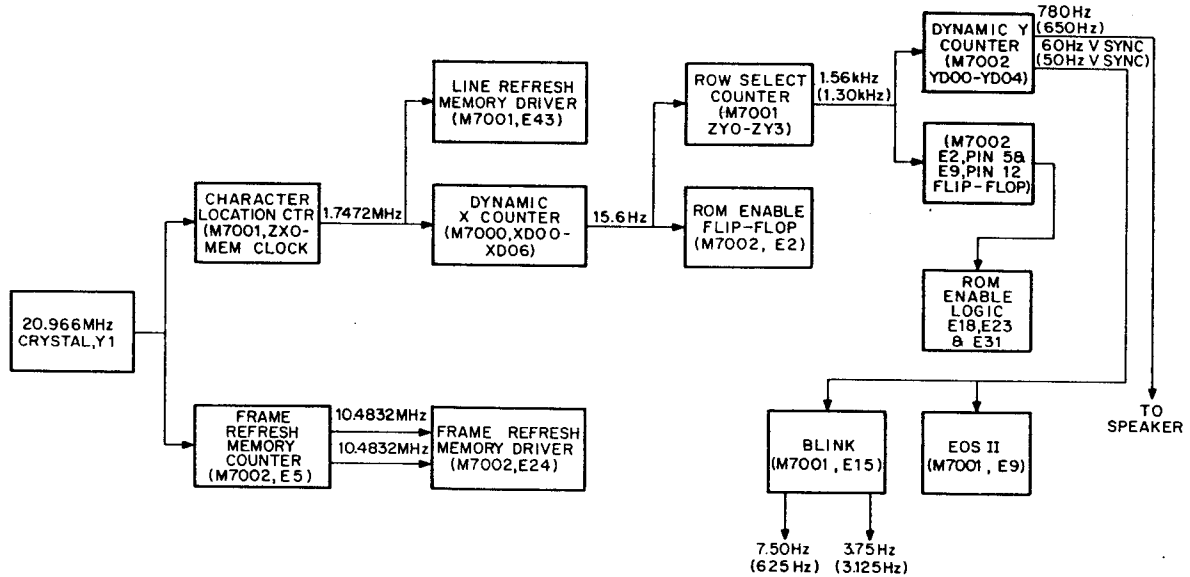 780Hz
(650Hz)
60Hz V SYNC
(50Hz V SYNC)
DYNAMIC Y
COUNTER
(M7002
YD00-YD04)
LINE REFRESH
MEMORY DRIVER
(M7001,E43)
ROW SELECT
COUNTER
(M7001
ZY0-ZY3)
1.56kHz
(1.30kHz)
(M7002
E2,PIN 5&
E9,PIN 12
FLIP-FLOP)
CHARACTER
LOCATION CTR
(M7001,ZX0-
MEM CLOCK
1.7472MHz
DYNAMIC
X COUNTER
(M7000,XD00-
XD06)
15.6Hz
ROM ENABLE
FLIP-FLOP
(M7002, E2)
ROM
ENABLE
LOGIC
E18,E23
& E31
20.966MHz
CRYSTAL,Y1
FRAME
REFRESH
MEMORY
COUNTER
(M7002,E5)
10.4832MHz
10.4832MHz
FRAME REFRESH
MEMORY DRIVER
(M7002,E24)
BLINK
(M7001,E15)
EOS II
(M7001, E9)
TO
SPEAKER
7.50Hz
(625Hz)
3.75Hz
(3.125Hz)